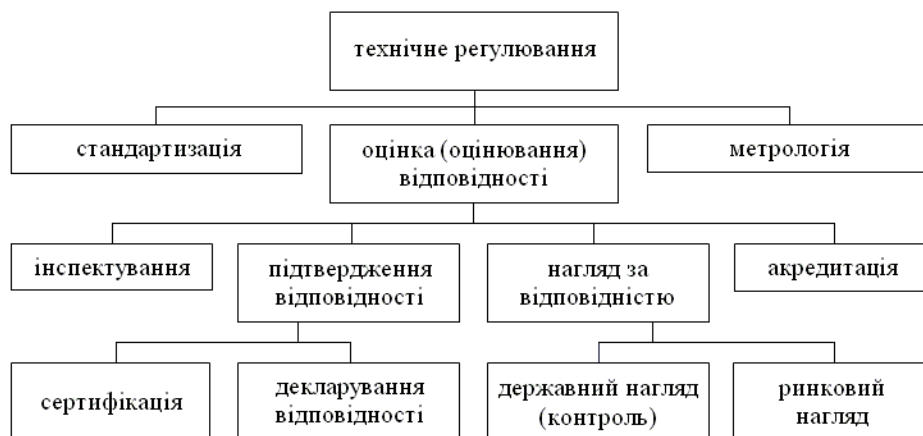 технічне регулювання
стандартизація
оцінка (оцінювання)
відповідності
метрологія
інспектування
підтвердження
відповідності
нагляд за
відповідністю
акредитація
сертифікація
декларування
відповідності
державний нагляд
(контроль)
ринковий
нагляд